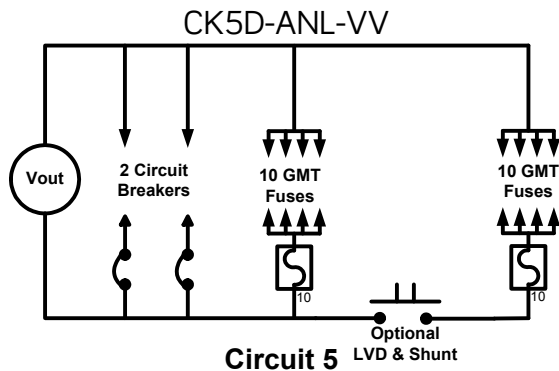 CK5D-ANL-VV
Vout
2 Circuit
Breakers
10 GMT
Fuses
10 GMT
Fuses
10
10
Optional
LVD & Shunt
Circuit 5